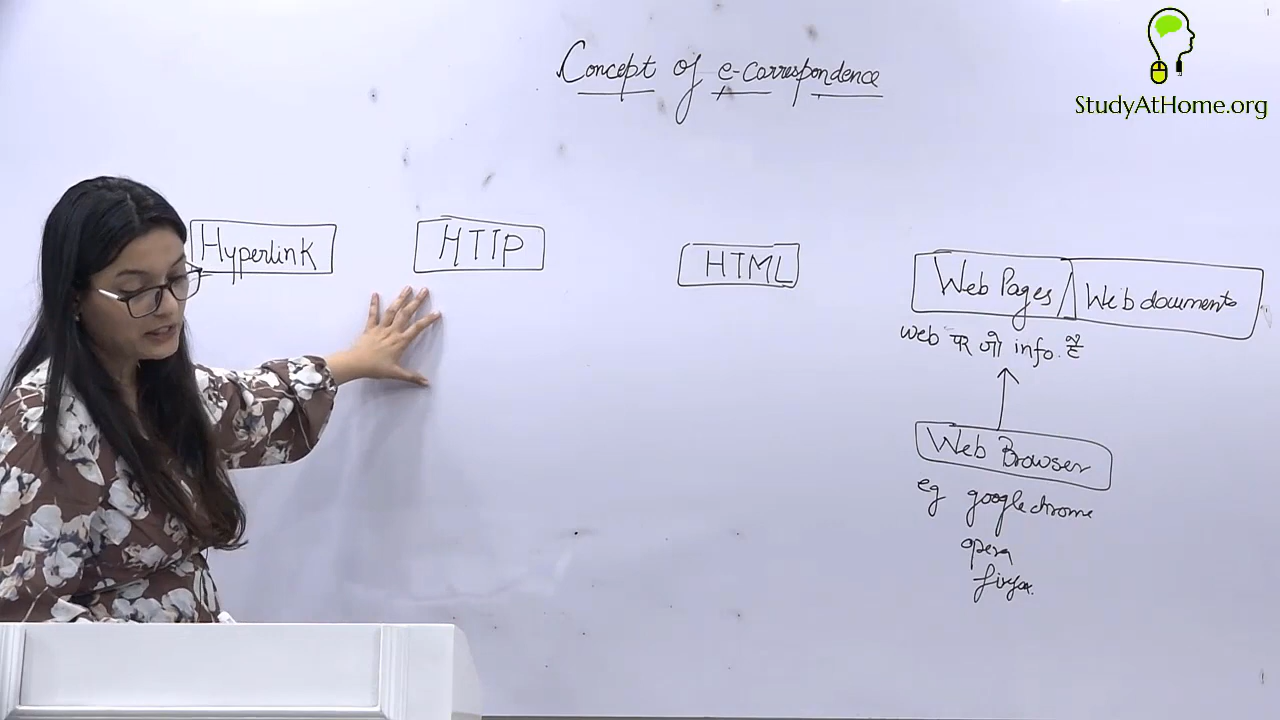 Concept of e-correspondence
StudyAtHome.org
Hyperlink
HTTP
HTML
Web Pages / Web documents
web पर जो info. है
Web Browser
eg google chrome
opera
firefox.